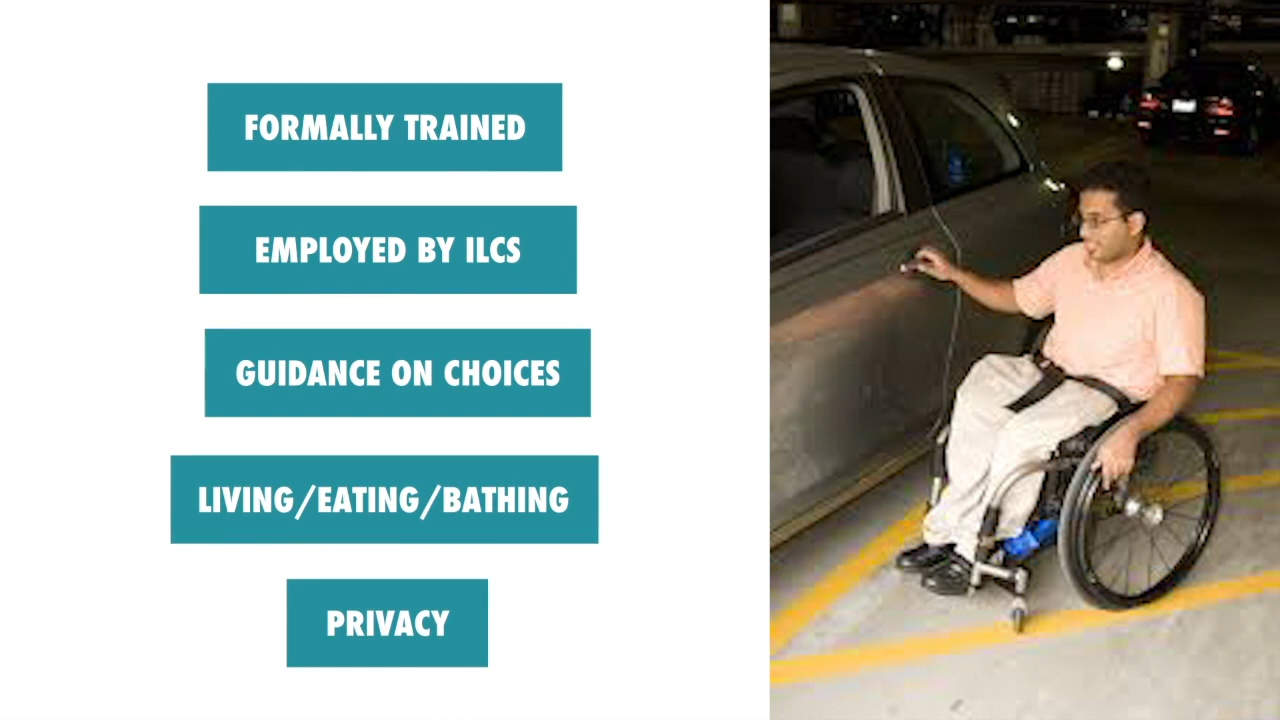 FORMALLY TRAINED
EMPLOYED BY ILCS
GUIDANCE ON CHOICES
LIVING/EATING/BATHING
PRIVACY